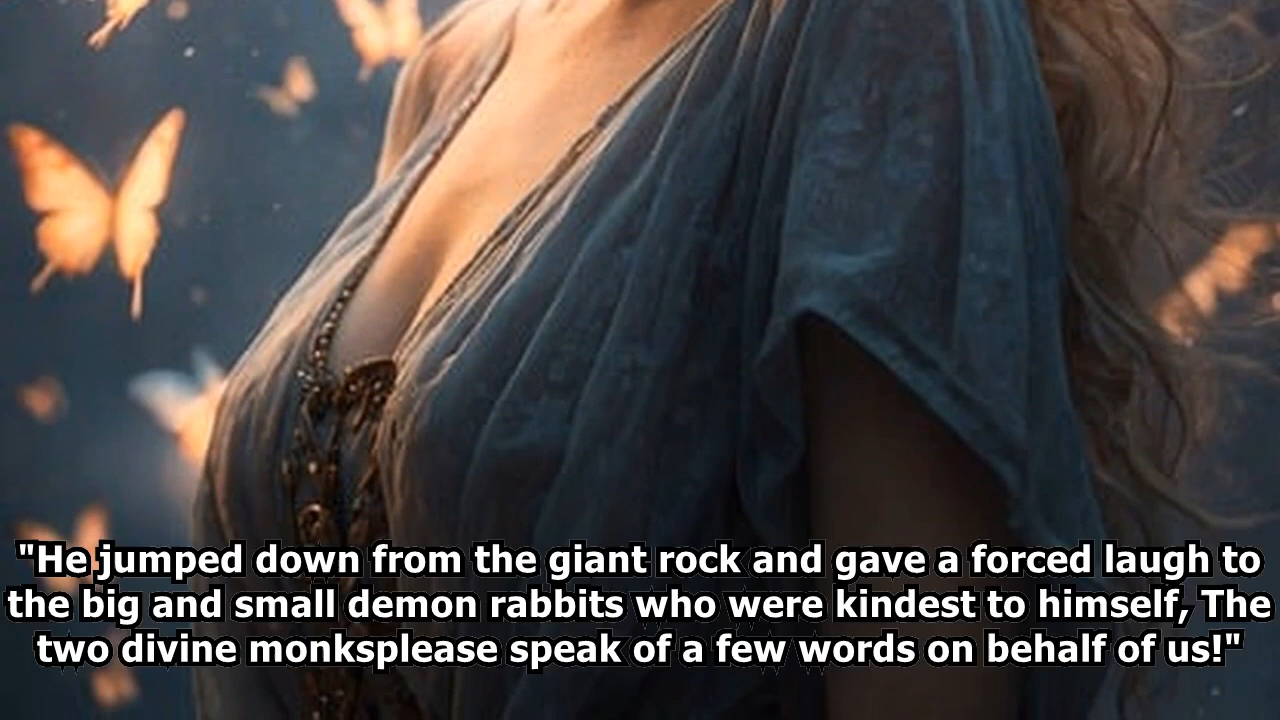 "He jumped down from the giant rock and gave a forced laugh to
the big and small demon rabbits who were kindest to himself, The
two divine monksplease speak of a few words on behalf of us!"